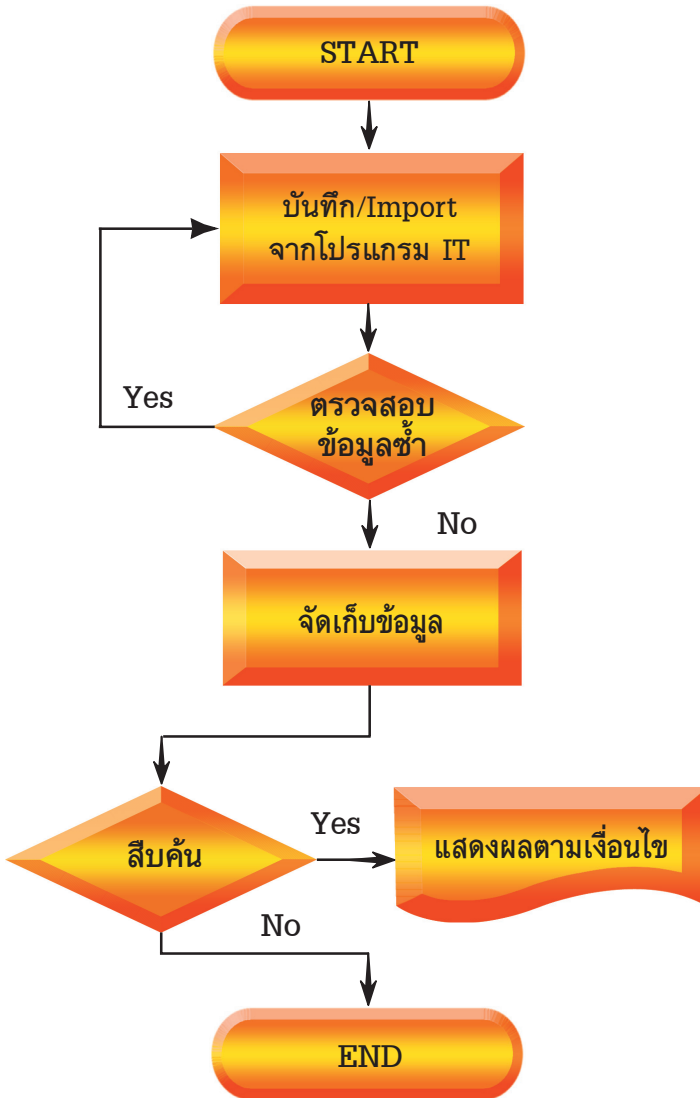 START
บันทึก/Import
จากโปรแกรม IT
Yes
ตรวจสอบ
ข้อมูลซ้ำ
No
จัดเก็บข้อมูล
สืบค้น
Yes
แสดงผลตามเงื่อนไข
No
END